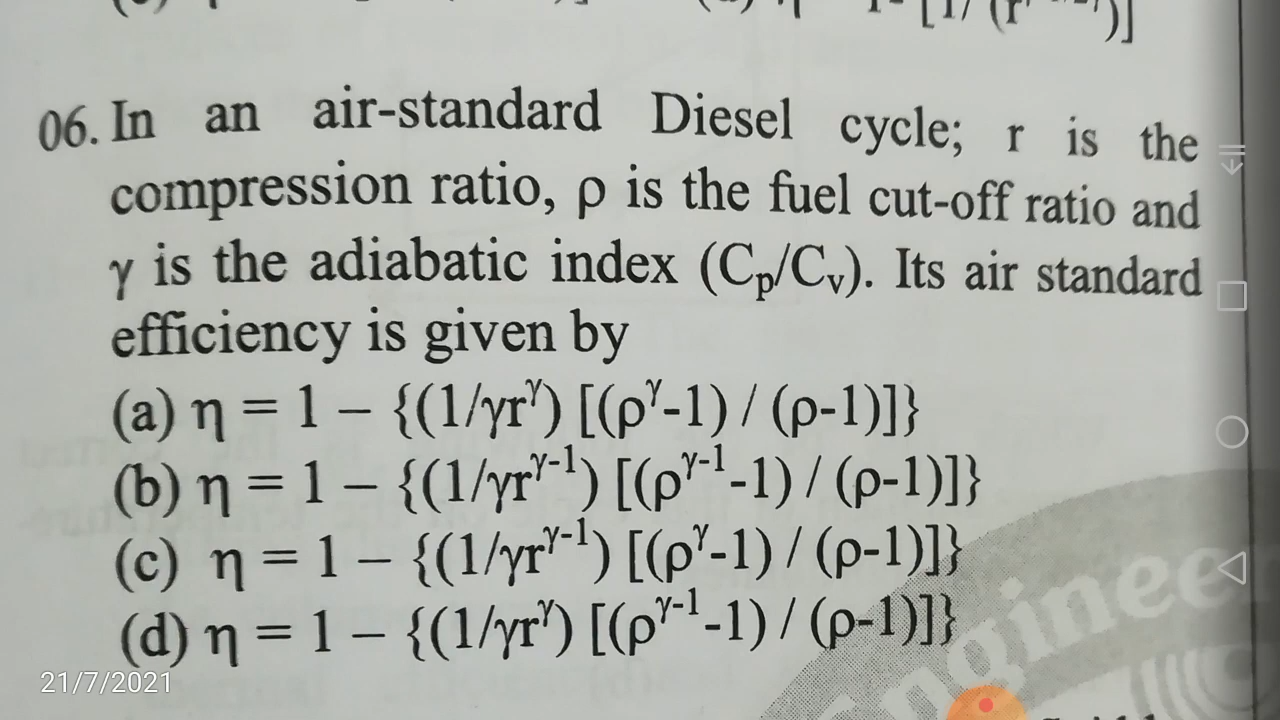 [1/ (r
)]
06. In an air-standard Diesel cycle; r is the
compression ratio, ρ is the fuel cut-off ratio and
γ is the adiabatic index (Cₚ/Cᵥ). Its air standard
efficiency is given by
(a) η = 1 – {(1/γr^γ) [(ρ^γ-1) / (ρ-1)]}
(b) η = 1 – {(1/γr^γ-1) [(ρ^γ-1-1) / (ρ-1)]}
(c) η = 1 – {(1/γr^γ-1) [(ρ^γ-1) / (ρ-1)]}
(d) η = 1 – {(1/γr^γ) [(ρ^γ-1-1) / (ρ-1)]}
Enginee
21/7/2021